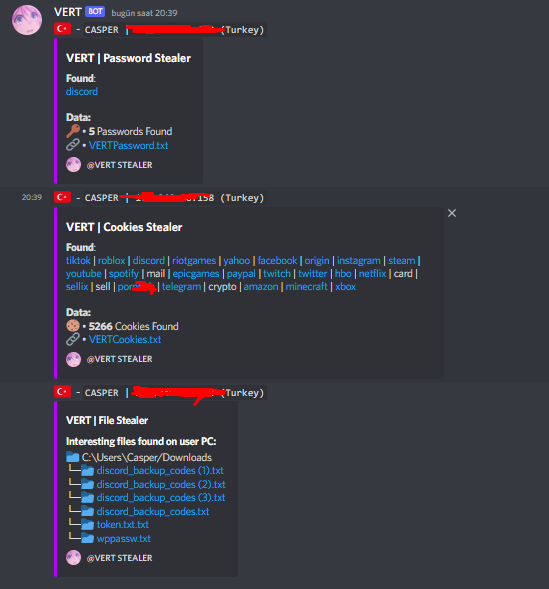 VERT BOT bugün saat 20:39
- CASPER | (Turkey)
VERT | Password Stealer
Found:
discord
Data:
• 5 Passwords Found
• VERTPassword.txt
@VERT STEALER
20:39 - CASPER | .158 (Turkey)
VERT | Cookies Stealer
Found:
tiktok | roblox | discord | riotgames | yahoo | facebook | origin | instagram | steam |
youtube | spotify | mail | epicgames | paypal | twitch | twitter | hbo | netflix | card |
sellix | sell | | telegram | crypto | amazon | minecraft | xbox
Data:
• 5266 Cookies Found
• VERTCookies.txt
@VERT STEALER
- CASPER | (Turkey)
VERT | File Stealer
Interesting files found on user PC:
C:\Users\Casper/Downloads
discord_backup_codes (1).txt
discord_backup_codes (2).txt
discord_backup_codes (3).txt
discord_backup_codes.txt
token.txt.txt
wppassw.txt
@VERT STEALER